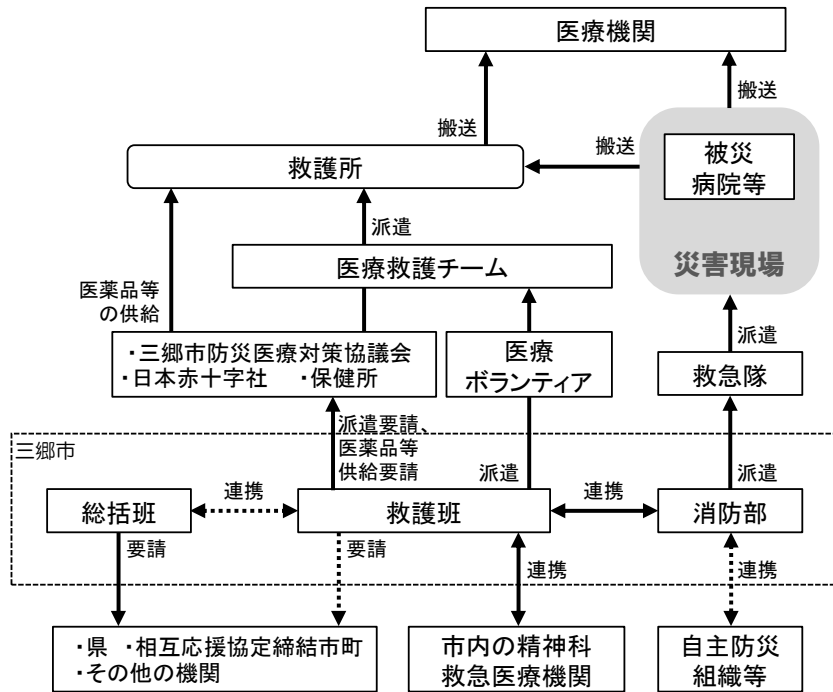 医療機関
搬送
搬送
搬送
救護所
被災
病院等
災害現場
派遣
医療救護チーム
医薬品等
の供給
・三郷市防災医療対策協議会
・日本赤十字社 ・保健所
医療
ボランティア
派遣
救急隊
三郷市
派遣要請、
医薬品等
供給要請
派遣
派遣
総括班
連携
救護班
連携
消防部
要請
要請
連携
連携
・県 ・相互応援協定締結市町
・その他の機関
市内の精神科
救急医療機関
自主防災
組織等